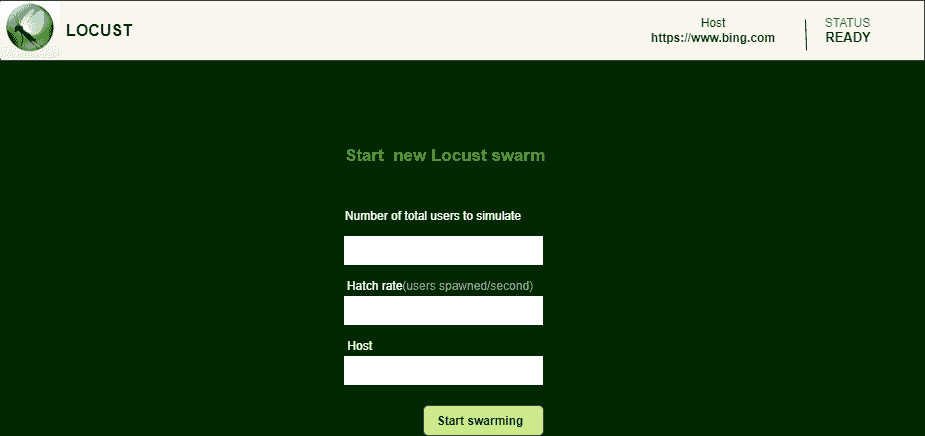 LOCUST
Host
https://www.bing.com
STATUS
READY
Start new Locust swarm
Number of total users to simulate
Hatch rate(users spawned/second)
Host
Start swarming